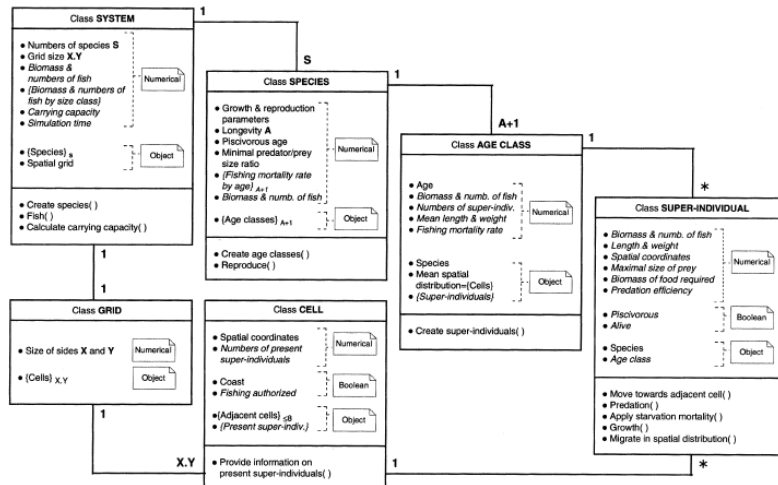 Class SYSTEM
1
• Numbers of species S
• Grid size X.Y
• Biomass &
numbers of fish
• {Biomass & numbers of
fish by size class}
• Carrying capacity
• Simulation time
Numerical
• {Species} S
• Spatial grid
Object
• Create species( )
• Fish( )
• Calculate carrying capacity( )
1
S
Class SPECIES
1
• Growth & reproduction
parameters
• Longevity A
• Piscivorous age
• Minimal predator/prey
size ratio
• {Fishing mortality rate
by age} A+1
• Biomass & numb. of fish
Numerical
• {Age classes} A+1
Object
• Create age classes( )
• Reproduce( )
A+1
Class AGE CLASS
1
• Age
• Biomass & numb. of fish
• Numbers of super-indiv.
• Mean length & weight
• Fishing mortality rate
Numerical
• Species
• Mean spatial
distribution={Cells}
• {Super-individuals}
Object
• Create super-individuals( )
*
Class SUPER-INDIVIDUAL
• Biomass & numb. of fish
• Length & weight
• Spatial coordinates
• Maximal size of prey
• Biomass of food required
• Predation efficiency
Numerical
• Piscivorous
• Alive
Boolean
• Species
• Age class
Object
• Move towards adjacent cell( )
• Predation( )
• Apply starvation mortality( )
• Growth( )
• Migrate in spatial distribution( )
*
1
Class GRID
• Size of sides X and Y
Numerical
• {Cells} X.Y
Object
1
X.Y
Class CELL
• Spatial coordinates
• Numbers of present
super-individuals
Numerical
• Coast
• Fishing authorized
Boolean
• {Adjacent cells} ≤8
• {Present super-indiv.}
Object
• Provide information on
present super-individuals( )
1